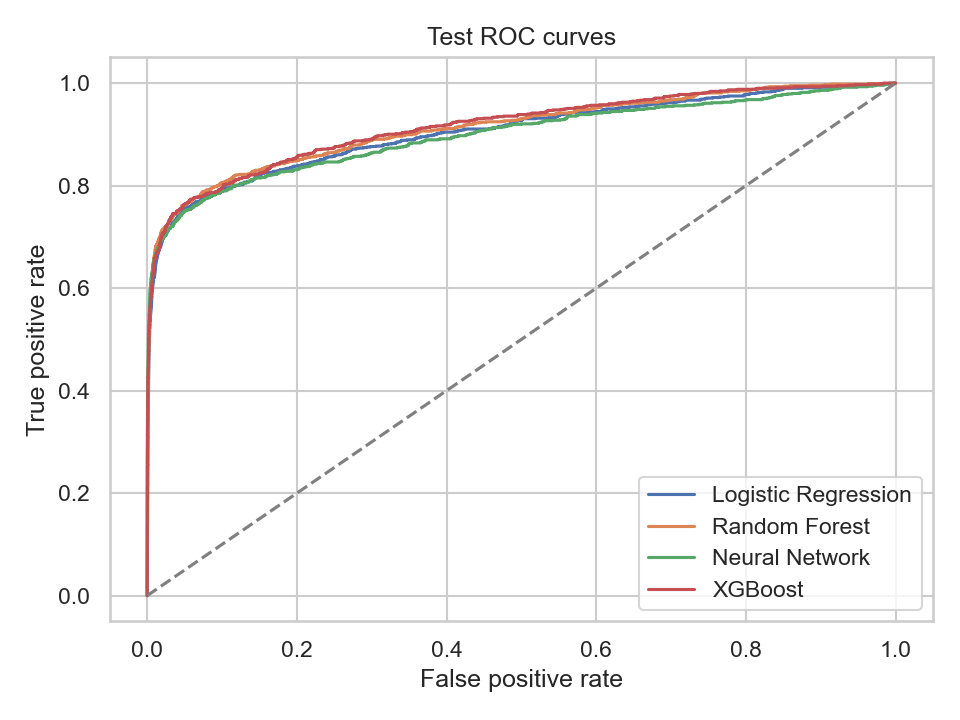 Test ROC curves
1.0
0.8
0.6
0.4
0.2
0.0
True positive rate
Logistic Regression
Random Forest
Neural Network
XGBoost
0.0 0.2 0.4 0.6 0.8 1.0
False positive rate